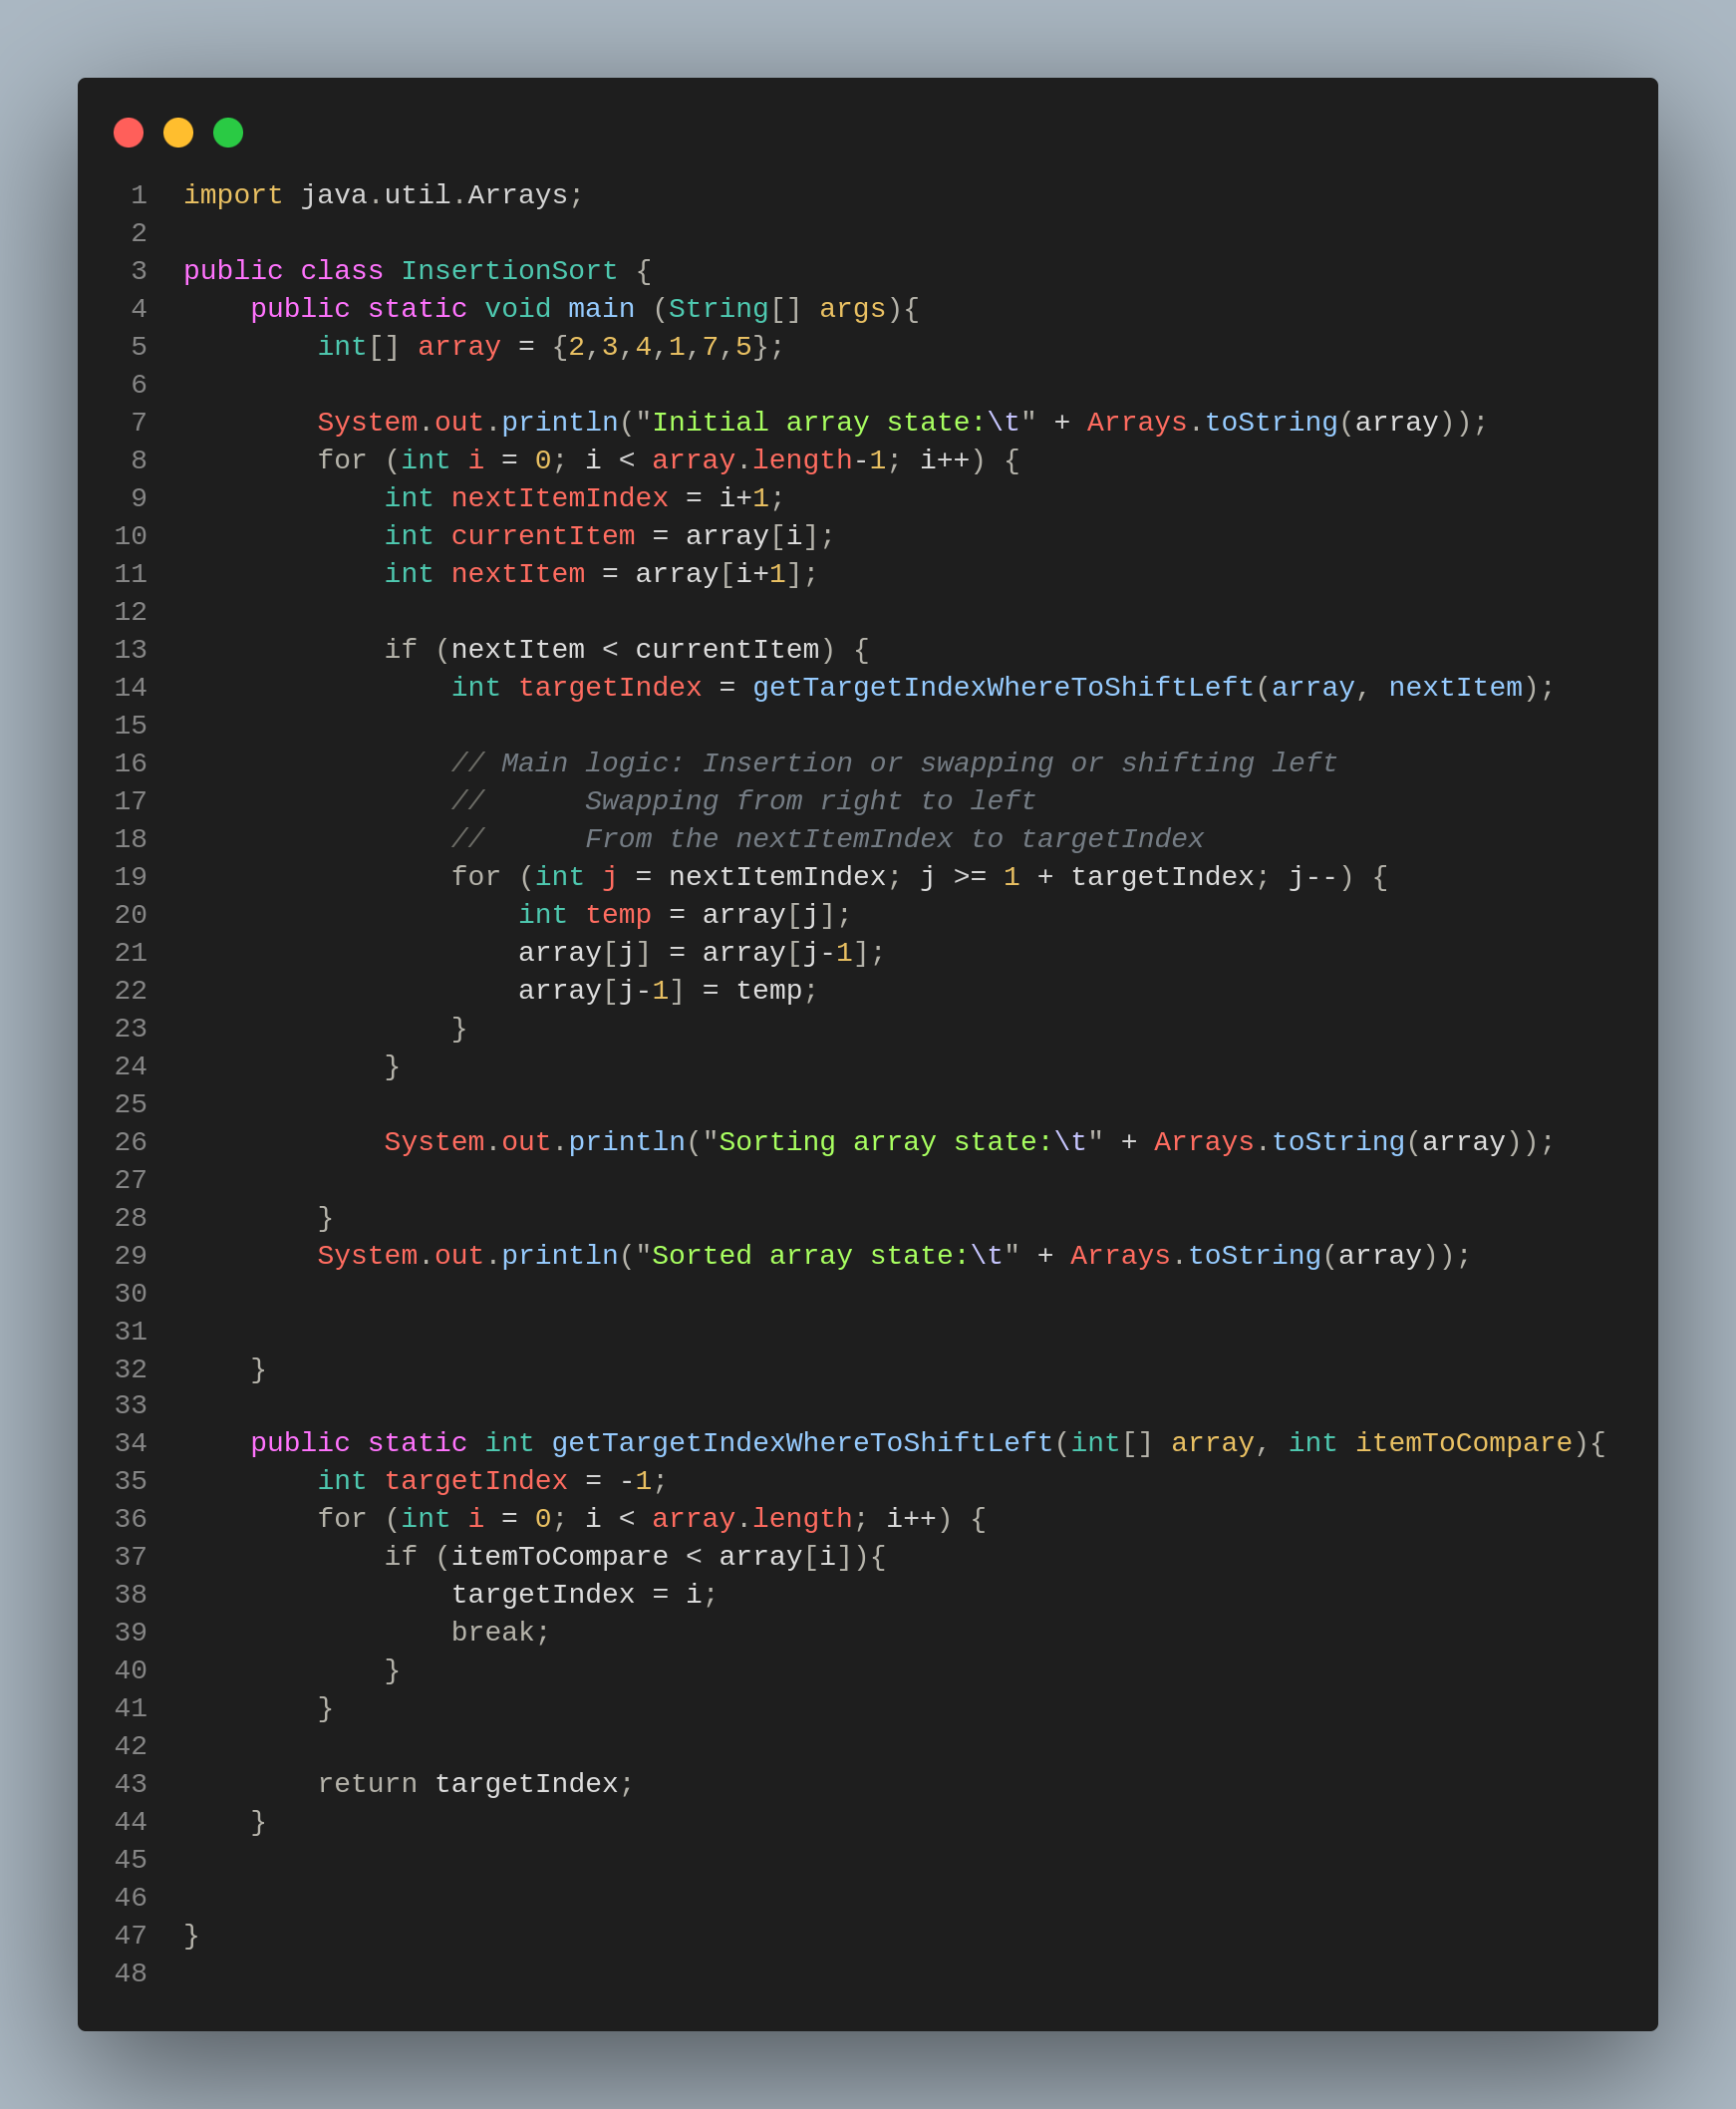 1 import java.util.Arrays;
2
3 public class InsertionSort {
4     public static void main (String[] args){
5         int[] array = {2,3,4,1,7,5};
6
7         System.out.println("Initial array state:\t" + Arrays.toString(array));
8         for (int i = 0; i < array.length-1; i++) {
9             int nextItemIndex = i+1;
10             int currentItem = array[i];
11             int nextItem = array[i+1];
12
13             if (nextItem < currentItem) {
14                 int targetIndex = getTargetIndexWhereToShiftLeft(array, nextItem);
15
16                 // Main logic: Insertion or swapping or shifting left
17                 //      Swapping from right to left
18                 //      From the nextItemIndex to targetIndex
19                 for (int j = nextItemIndex; j >= 1 + targetIndex; j--) {
20                     int temp = array[j];
21                     array[j] = array[j-1];
22                     array[j-1] = temp;
23                 }
24             }
25
26             System.out.println("Sorting array state:\t" + Arrays.toString(array));
27
28         }
29         System.out.println("Sorted array state:\t" + Arrays.toString(array));
30
31
32     }
33
34     public static int getTargetIndexWhereToShiftLeft(int[] array, int itemToCompare){
35         int targetIndex = -1;
36         for (int i = 0; i < array.length; i++) {
37             if (itemToCompare < array[i]){
38                 targetIndex = i;
39                 break;
40             }
41         }
42
43         return targetIndex;
44     }
45
46
47 }
48